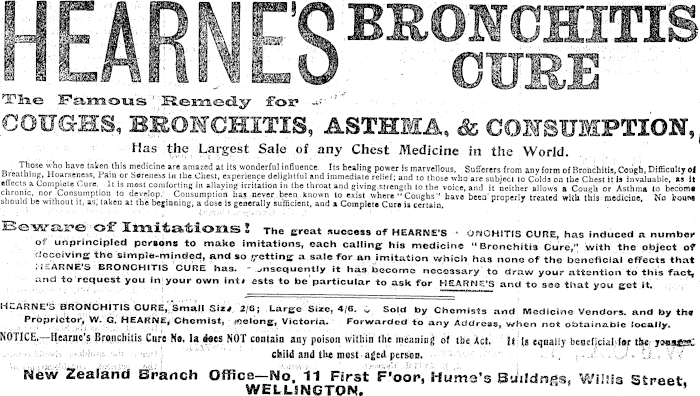 HEARNE'S BRONCHITIS
CURE
The Famous Remedy for
COUGHS, BRONCHITIS, ASTHMA, & CONSUMPTION,
Has the Largest Sale of any Chest Medicine in the World.
Those who have taken this medicine are amazed at its wonderful influence. Its healing power is marvellous. Sufferers from any form of Bronchitis, Cough, Difficulty of
Breathing, Hoarseness, Pain or Soreness in the Chest, experience delightful and immediate relief; and to those who are subject to Colds on the Chest it is invaluable, as it
effects a Complete Cure. It is most comforting in allaying irritation in the throat and giving strength to the voice, and it neither allows a Cough or Asthma to become
chronic, nor Consumption to develop. Consumption has never been known to exist where "Coughs" have been properly treated with this medicine. No house
should be without it, as, taken at the beginning, a dose is generally sufficient, and a Complete Cure is certain.
Beware of Imitations! The great success of HEARNE'S ONCHITIS CURE, has induced a number
of unprincipled persons to make imitations, each calling his medicine "Bronchitis Cure," with the object of
deceiving the simple-minded, and so getting a sale for an imitation which has none of the beneficial effects that
HEARNE'S BRONCHITIS CURE has. onsequently it has become necessary to draw your attention to this fact,
and to request you in your own int ests to be particular to ask for HEARNE'S and to see that you get it.
HEARNE'S BRONCHITIS CURE, Small Size, 2/6; Large Size, 4/6. Sold by Chemists and Medicine Vendors, and by the
Proprietor, W. G. HEARNE, Chemist, eelong, Victoria. Forwarded to any Address, when not obtainable locally.
NOTICE.—Hearne's Bronchitis Cure No. 1a does NOT contain any poison within the meaning of the Act. It is equally beneficial for the youngest
child and the most aged person.
New Zealand Branch Office—No. 11 First F'oor, Hume's Buildngs, Willis Street,
WELLINGTON.